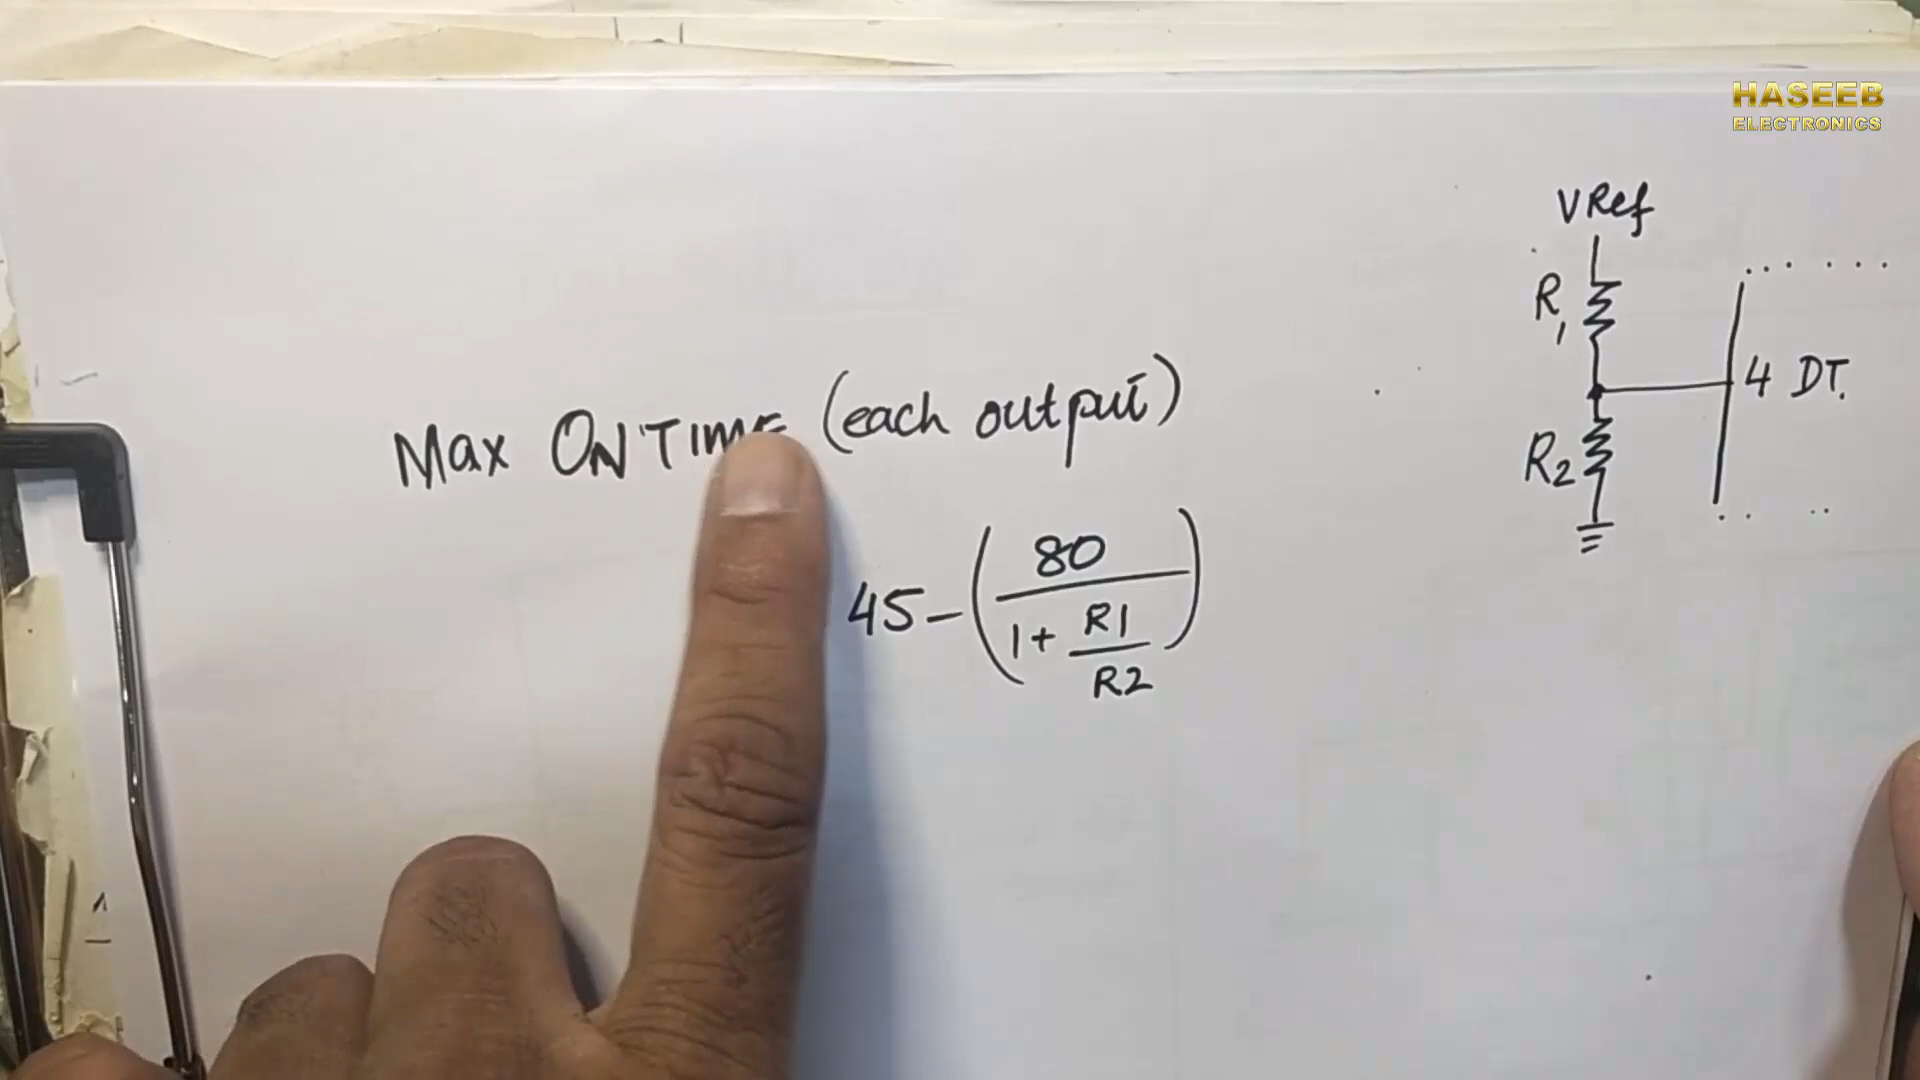 HASEEB
ELECTRONICS
Max ON TIME (each output)
45 - ( 80 / 1 + R1 / R2 )
VRef
R1
4 DT.
R2